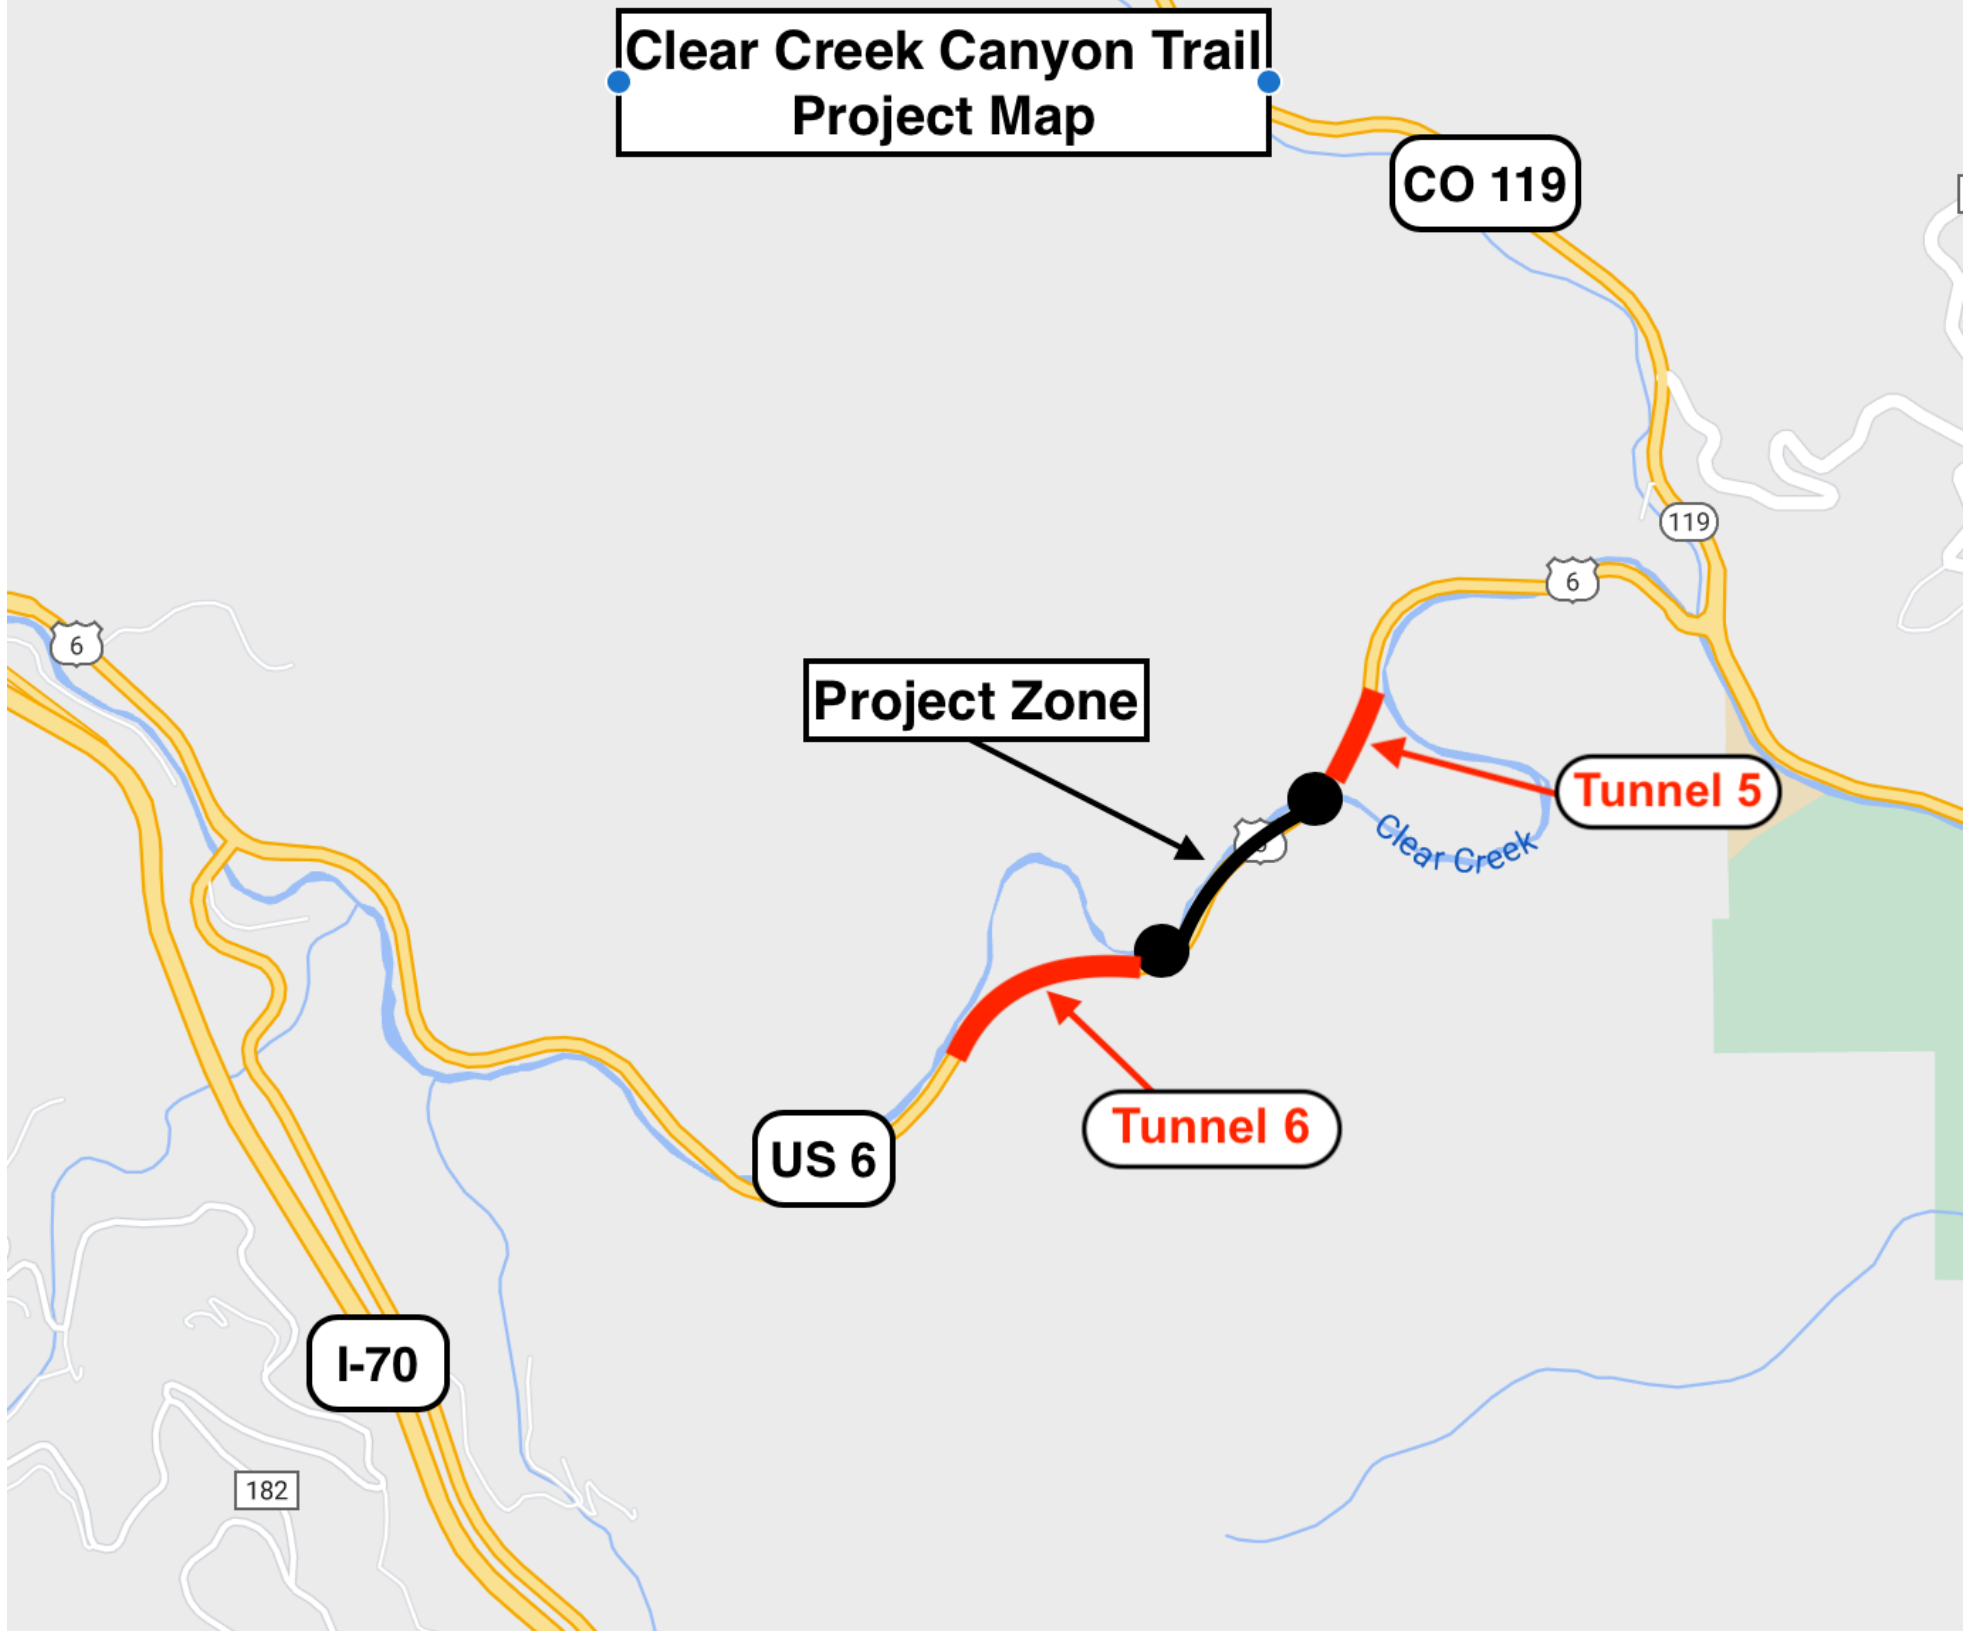 Clear Creek Canyon Trail
Project Map
CO 119
119
6
6
Project Zone
Tunnel 5
Clear Creek
Tunnel 6
US 6
I-70
182